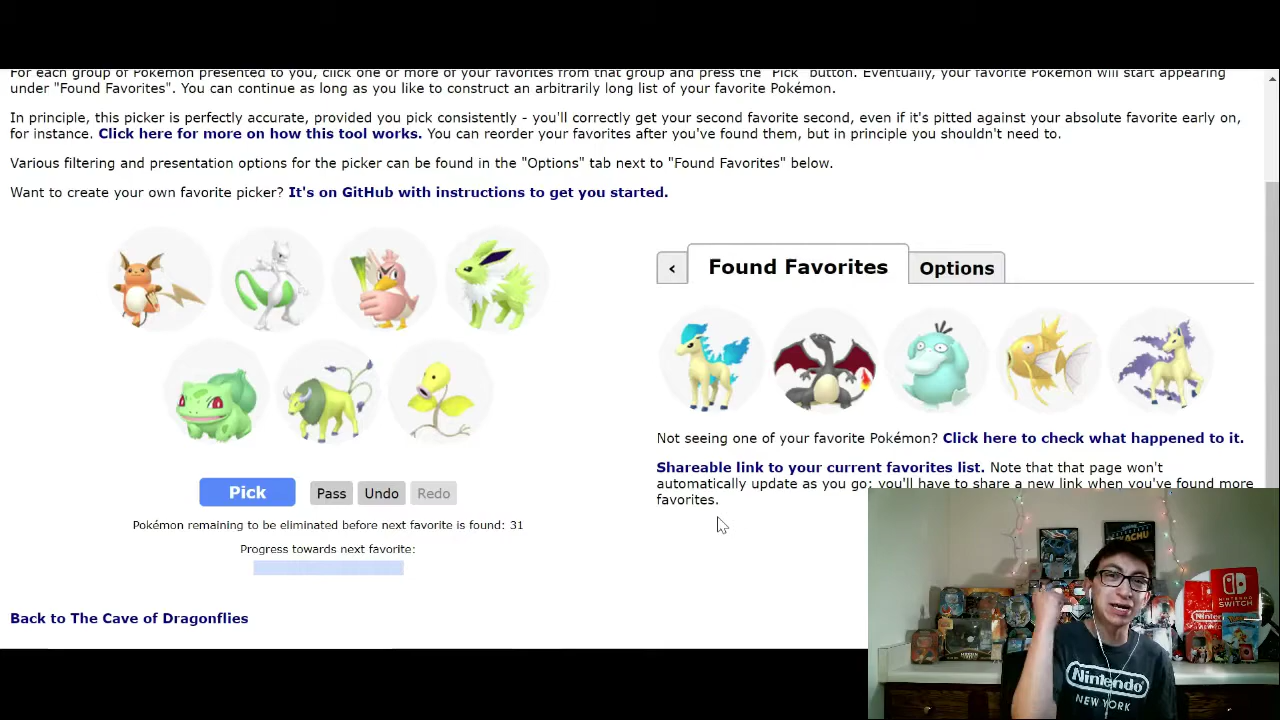 For each group of Pokémon presented to you, click one or more of your favorites from that group and press the "Pick" button. Eventually, your favorite Pokémon will start appearing
under "Found Favorites". You can continue as long as you like to construct an arbitrarily long list of your favorite Pokémon.
In principle, this picker is perfectly accurate, provided you pick consistently - you'll correctly get your second favorite second, even if it's pitted against your absolute favorite early on,
for instance. Click here for more on how this tool works. You can reorder your favorites after you've found them, but in principle you shouldn't need to.
Various filtering and presentation options for the picker can be found in the "Options" tab next to "Found Favorites" below.
Want to create your own favorite picker? It's on GitHub with instructions to get you started.
‹ Found Favorites Options
Not seeing one of your favorite Pokémon? Click here to check what happened to it.
Shareable link to your current favorites list. Note that that page won't
automatically update as you go; you'll have to share a new link when you've found more
favorites.
Pick Pass Undo Redo
Pokémon remaining to be eliminated before next favorite is found: 31
Progress towards next favorite:
Back to The Cave of Dragonflies
NINTENDO
SWITCH
Nintendo
NEW YORK